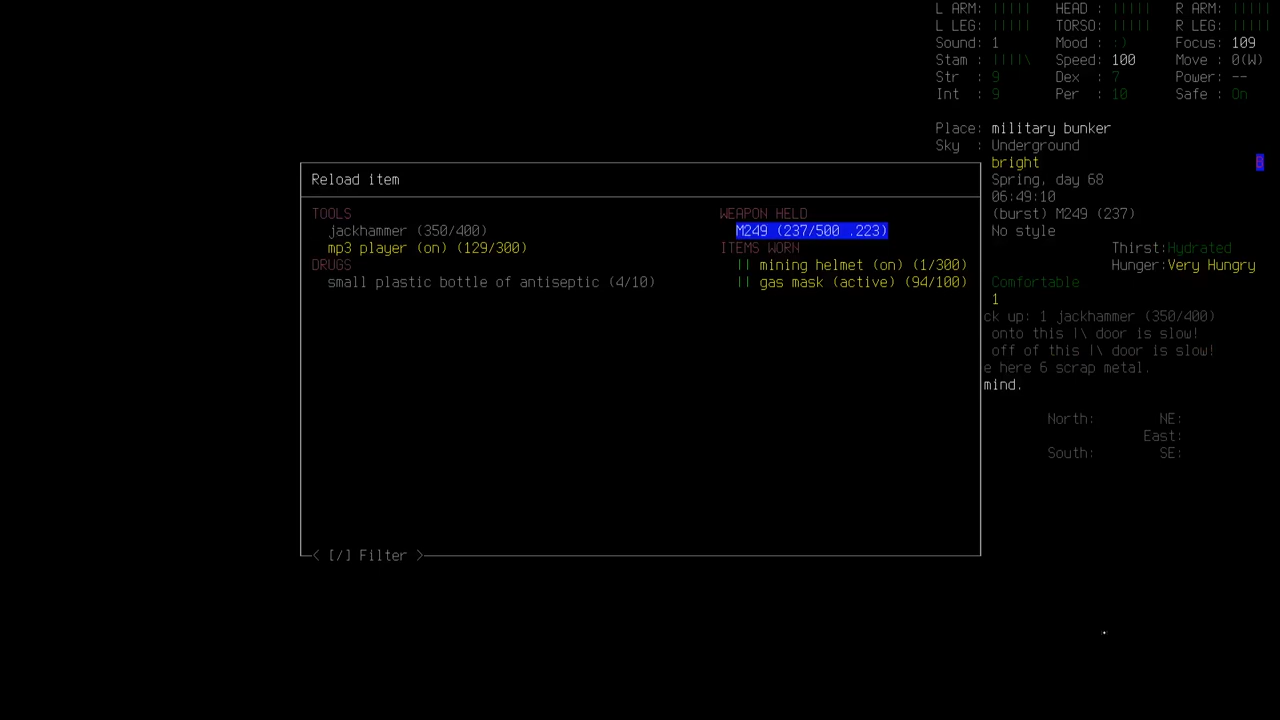 L ARM: ||||| HEAD : ||||| R ARM: |||||
L LEG: ||||| TORSO: ||||| R LEG: |||||
Sound: 1 Mood : :) Focus: 109
Stam : ||||\ Speed: 100 Move : 0(W)
Str : 9 Dex : 7 Power: --
Int : 9 Per : 10 Safe : On
Place: military bunker
Sky : Underground
bright
Spring, day 68
06:49:10
(burst) M249 (237)
No style
Thirst:Hydrated
Hunger:Very Hungry
Comfortable
1
ck up: 1 jackhammer (350/400)
onto this |\ door is slow!
off of this |\ door is slow!
e here 6 scrap metal.
mind.
North: NE:
East:
South: SE:
Reload item
TOOLS
jackhammer (350/400)
mp3 player (on) (129/300)
DRUGS
small plastic bottle of antiseptic (4/10)
WEAPON HELD
M249 (237/500 .223)
ITEMS WORN
|| mining helmet (on) (1/300)
|| gas mask (active) (94/100)
< [/] Filter >